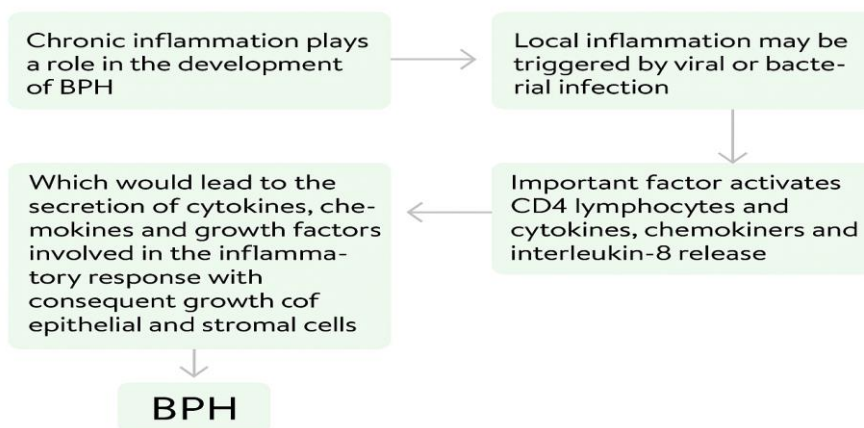 Chronic inflammation plays
a role in the development
of BPH
Local inflammation may be
triggered by viral or bacte-
rial infection
Important factor activates
CD4 lymphocytes and
cytokines, chemokiners and
interleukin-8 release
Which would lead to the
secretion of cytokines, che-
mokines and growth factors
involved in the inflamma-
tory response with
consequent growth cof
epithelial and stromal cells
BPH